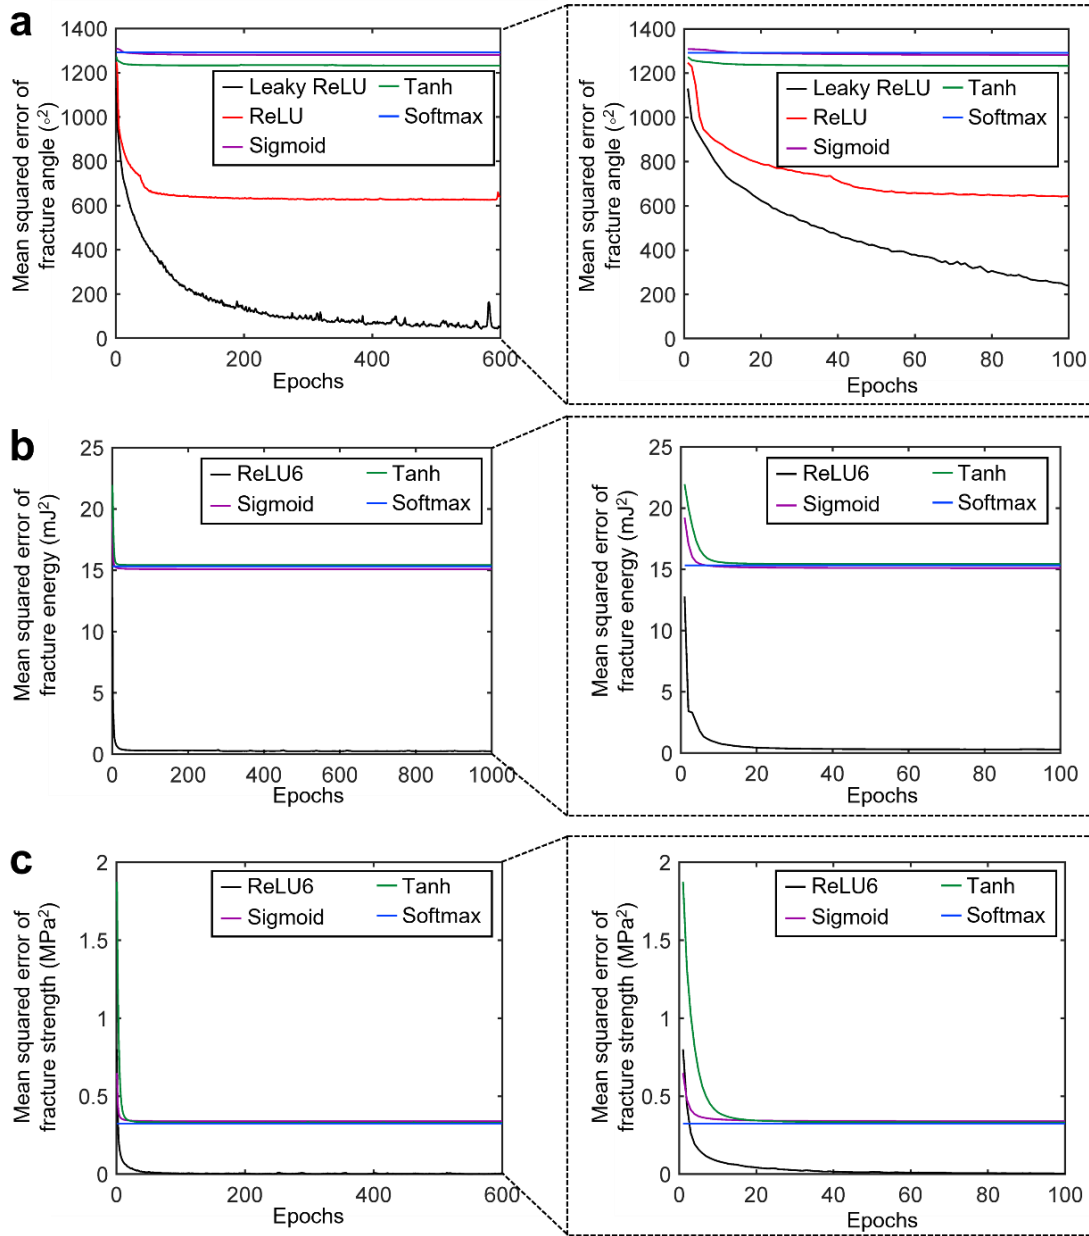 a
1400
1200
1000
800
600
400
200
0
0 200 400 600
Epochs
Mean squared error of
fracture angle (°²)
Leaky ReLU
ReLU
Sigmoid
Tanh
Softmax
1400
1200
1000
800
600
400
200
0
0 20 40 60 80 100
Epochs
Mean squared error of
fracture angle (°²)
Leaky ReLU
ReLU
Sigmoid
Tanh
Softmax
b
25
20
15
10
5
0
0 200 400 600 800 1000
Epochs
Mean squared error of
fracture energy (mJ²)
ReLU6
Sigmoid
Tanh
Softmax
25
20
15
10
5
0
0 20 40 60 80 100
Epochs
Mean squared error of
fracture energy (mJ²)
ReLU6
Sigmoid
Tanh
Softmax
c
2
1.5
1
0.5
0
0 200 400 600
Epochs
Mean squared error of
fracture strength (MPa²)
ReLU6
Sigmoid
Tanh
Softmax
2
1.5
1
0.5
0
0 20 40 60 80 100
Epochs
Mean squared error of
fracture strength (MPa²)
ReLU6
Sigmoid
Tanh
Softmax